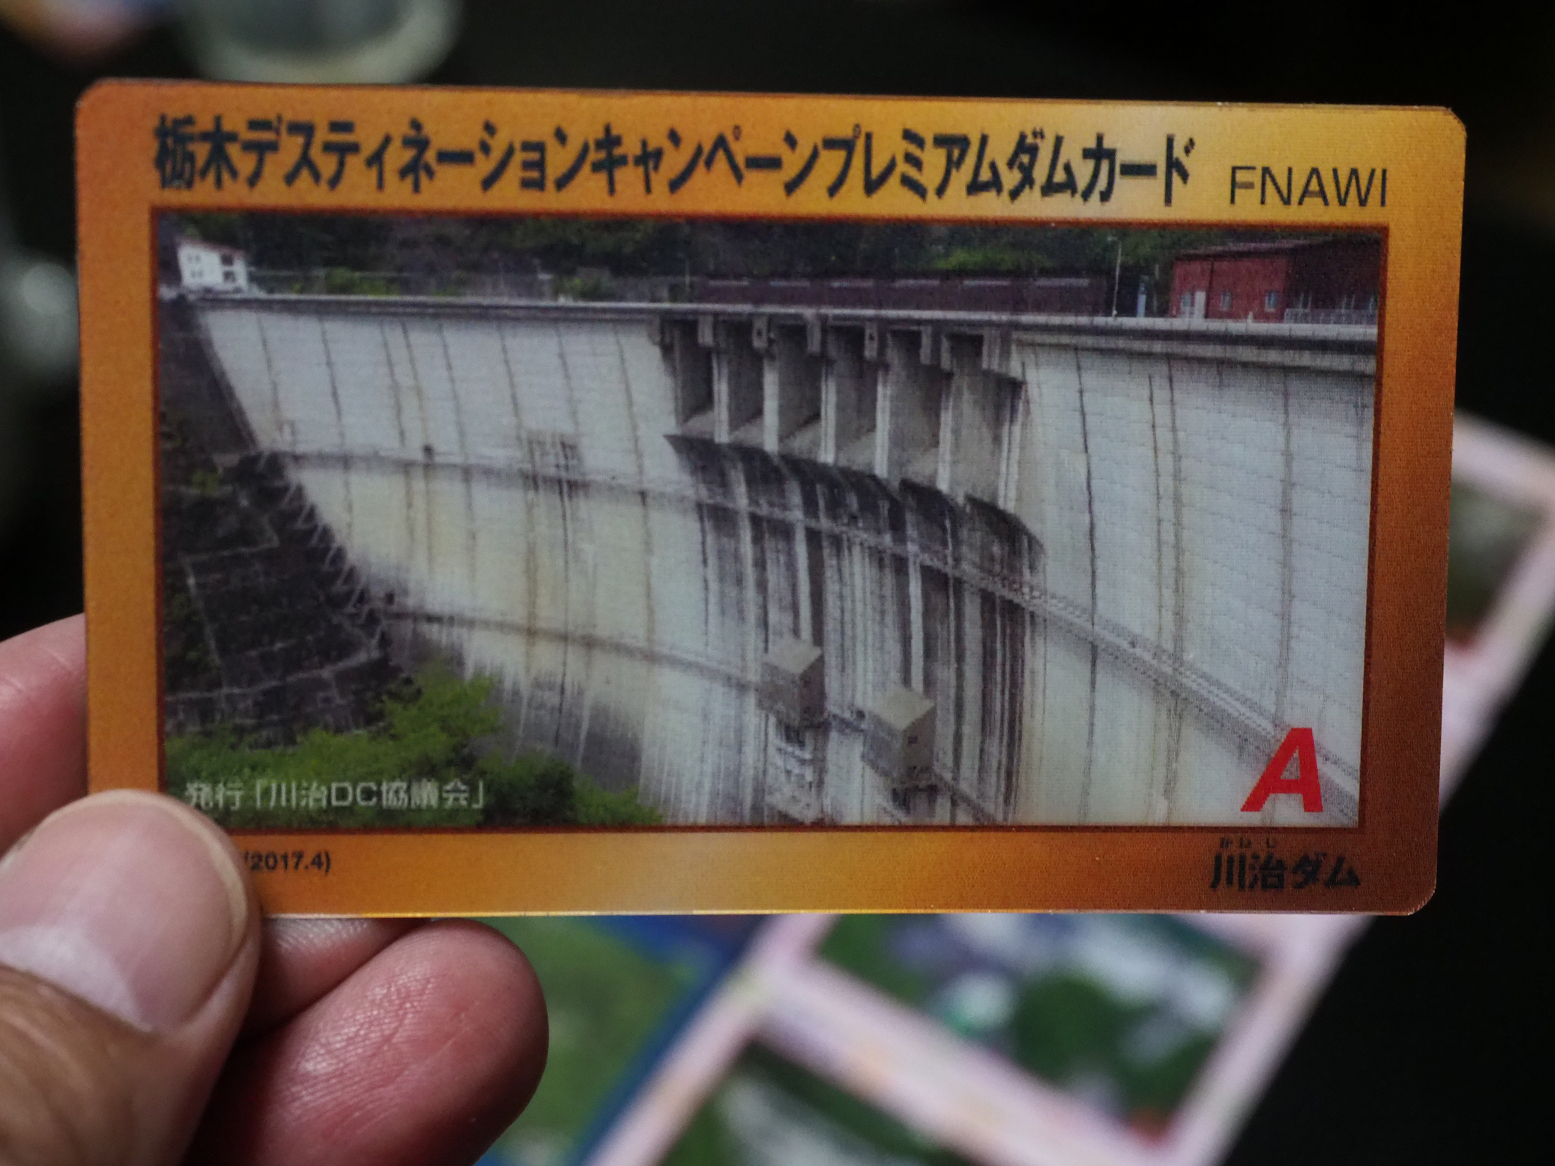 栃木デスティネーションキャンペーンプレミアムダムカード FNAWI
A
発行「川治DC協議会」
(2017.4)
かわじ
川治ダム